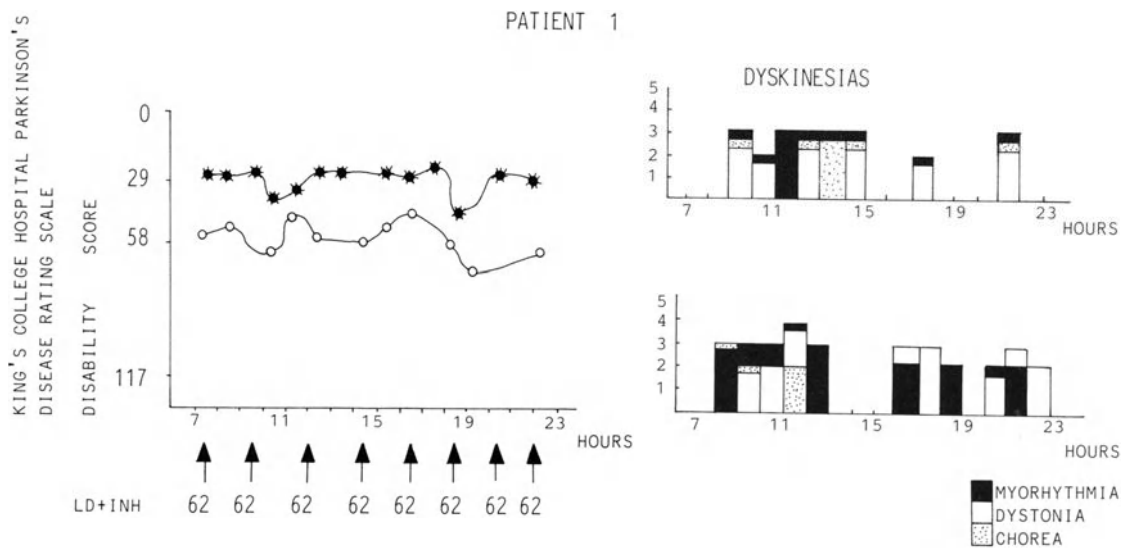 PATIENT 1
KING'S COLLEGE HOSPITAL PARKINSON'S
DISEASE RATING SCALE
DISABILITY SCORE
0
29
58
117
7 11 15 19 23
HOURS
LD+INH 62 62 62 62 62 62 62 62
DYSKINESIAS
5
4
3
2
1
7 11 15 19 23
HOURS
5
4
3
2
1
7 11 15 19 23
HOURS
MYORHYTHMIA
DYSTONIA
CHOREA